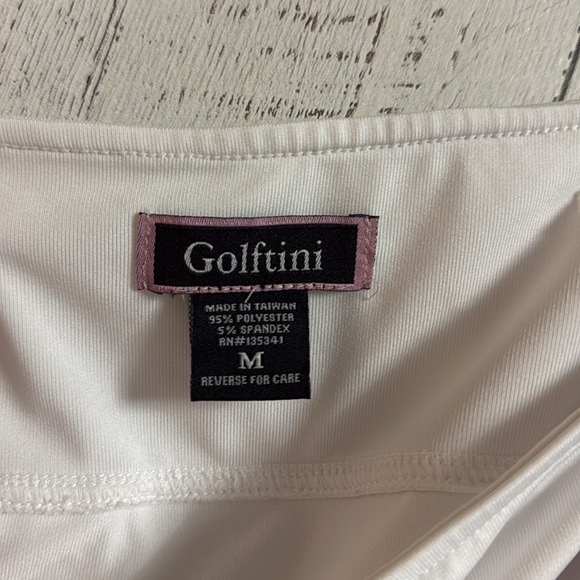 Golftini
MADE IN TAIWAN
95% POLYESTER
5% SPANDEX
RN#135341
M
REVERSE FOR CARE